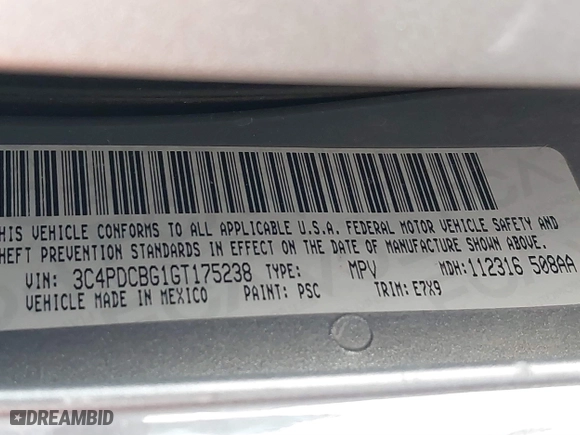 THIS VEHICLE CONFORMS TO ALL APPLICABLE U.S.A. FEDERAL MOTOR VEHICLE SAFETY AND
HEFT PREVENTION STANDARDS IN EFFECT ON THE DATE OF MANUFACTURE SHOWN ABOVE.
VIN: 3C4PDCBG1GT175238 TYPE: MPV MDH:112316 508AA
VEHICLE MADE IN MEXICO PAINT: PSC TRIM: E7X9
DREAMBID